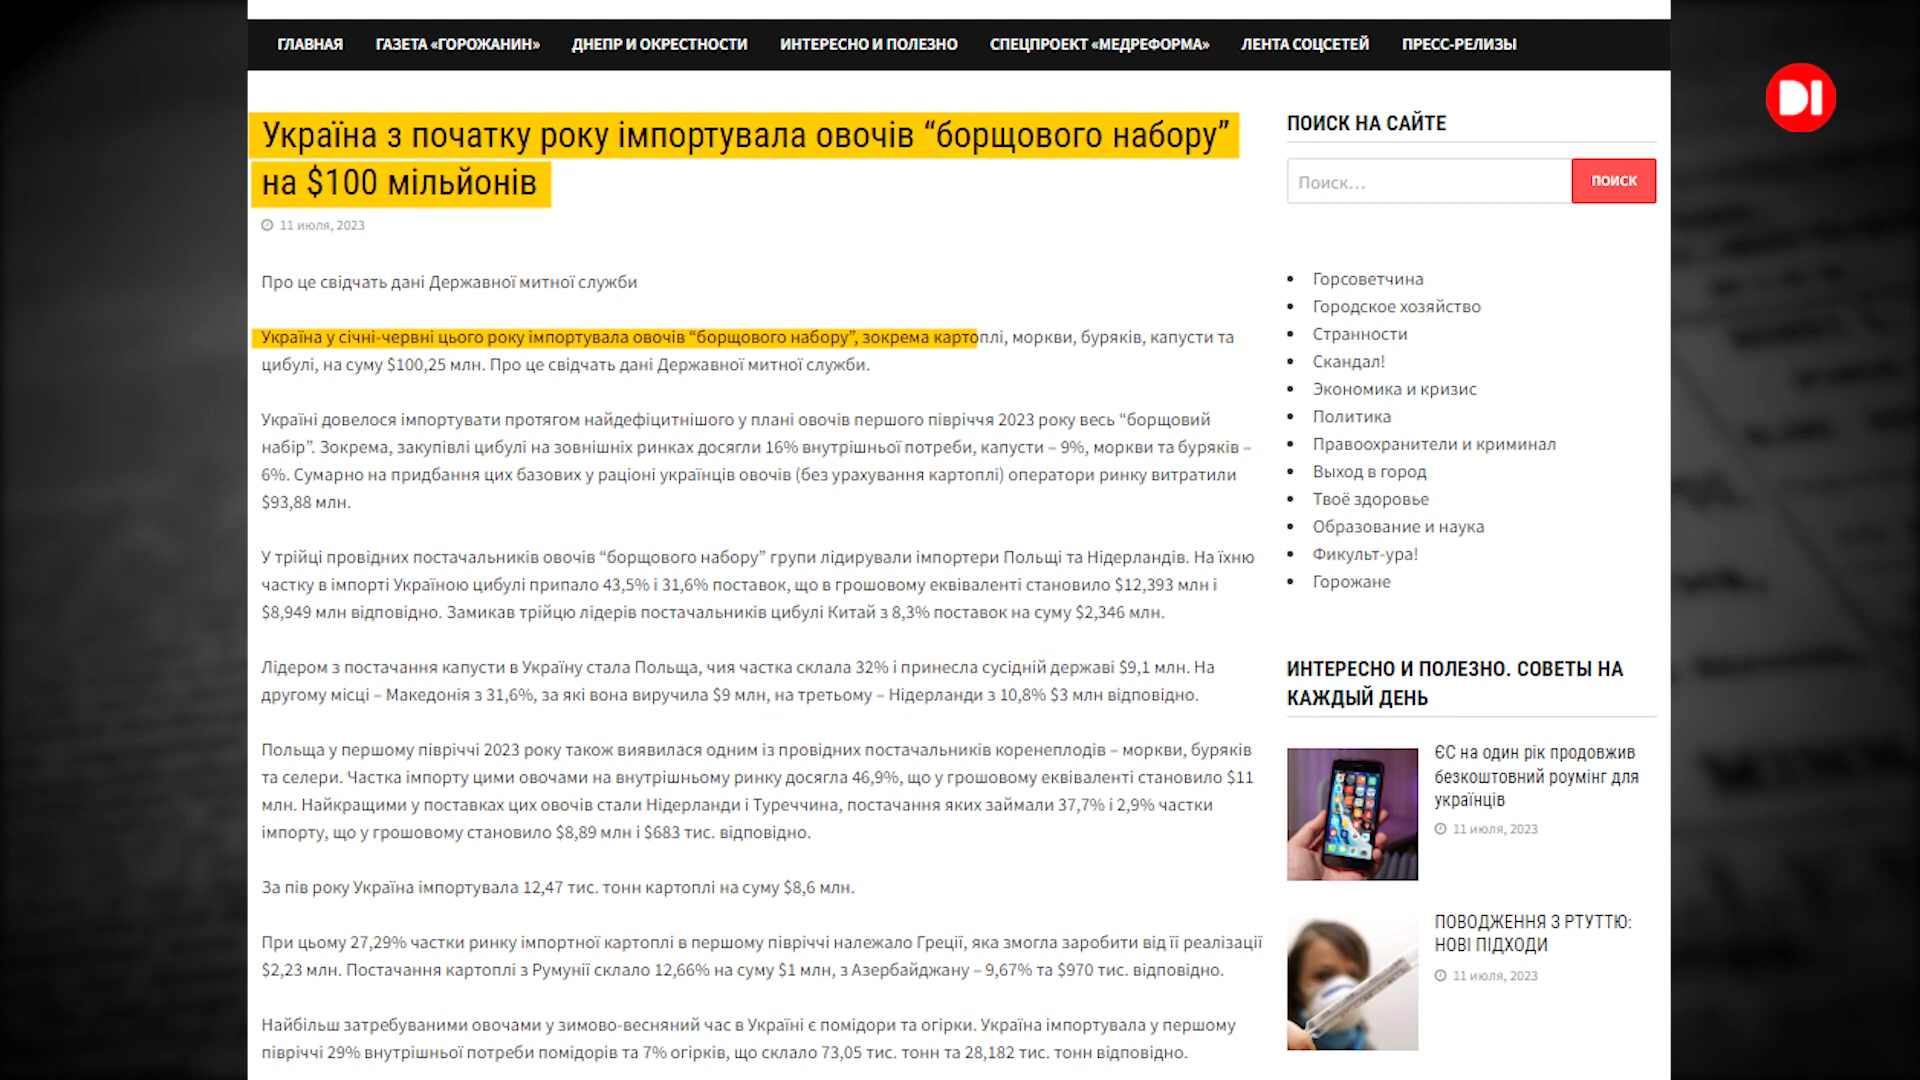 ГЛАВНАЯ ГАЗЕТА «ГОРОЖАНИН» ДНЕПР И ОКРЕСТНОСТИ ИНТЕРЕСНО И ПОЛЕЗНО СПЕЦПРОЕКТ «МЕДРЕФОРМА» ЛЕНТА СОЦСЕТЕЙ ПРЕСС-РЕЛИЗЫ
DI
Україна з початку року імпортувала овочів “борщового набору”
на $100 мільйонів
11 июля, 2023
Про це свідчать дані Державної митної служби
Україна у січні-червні цього року імпортувала овочів “борщового набору”, зокрема картоплі, моркви, буряків, капусти та
цибулі, на суму $100,25 млн. Про це свідчать дані Державної митної служби.
Україні довелося імпортувати протягом найдефіцитнішого у плані овочів першого півріччя 2023 року весь “борщовий
набір”. Зокрема, закупівлі цибулі на зовнішніх ринках досягли 16% внутрішньої потреби, капусти – 9%, моркви та буряків –
6%. Сумарно на придбання цих базових у раціоні українців овочів (без урахування картоплі) оператори ринку витратили
$93,88 млн.
У трійці провідних постачальників овочів “борщового набору” групи лідирували імпортери Польщі та Нідерландів. На їхню
частку в імпорті Україною цибулі припало 43,5% і 31,6% поставок, що в грошовому еквіваленті становило $12,393 млн і
$8,949 млн відповідно. Замикав трійцю лідерів постачальників цибулі Китай з 8,3% поставок на суму $2,346 млн.
Лідером з постачання капусти в Україну стала Польща, чия частка склала 32% і принесла сусідній державі $9,1 млн. На
другому місці – Македонія з 31,6%, за які вона виручила $9 млн, на третьому – Нідерланди з 10,8% $3 млн відповідно.
Польща у першому півріччі 2023 року також виявилася одним із провідних постачальників коренеплодів – моркви, буряків
та селери. Частка імпорту цими овочами на внутрішньому ринку досягла 46,9%, що у грошовому еквіваленті становило $11
млн. Найкращими у поставках цих овочів стали Нідерланди і Туреччина, постачання яких займали 37,7% і 2,9% частки
імпорту, що у грошовому становило $8,89 млн і $683 тис. відповідно.
За пів року Україна імпортувала 12,47 тис. тонн картоплі на суму $8,6 млн.
При цьому 27,29% частки ринку імпортної картоплі в першому півріччі належало Греції, яка змогла заробити від її реалізації
$2,23 млн. Постачання картоплі з Румунії склало 12,66% на суму $1 млн, з Азербайджану – 9,67% та $970 тис. відповідно.
Найбільш затребуваними овочами у зимово-весняний час в Україні є помідори та огірки. Україна імпортувала у першому
півріччі 29% внутрішньої потреби помідорів та 7% огірків, що склало 73,05 тис. тонн та 28,182 тис. тонн відповідно.
ПОИСК НА САЙТЕ
Поиск… ПОИСК
Горсоветчина
Городское хозяйство
Странности
Скандал!
Экономика и кризис
Политика
Правоохранители и криминал
Выход в город
Твоё здоровье
Образование и наука
Фикульт-ура!
Горожане
ИНТЕРЕСНО И ПОЛЕЗНО. СОВЕТЫ НА
КАЖДЫЙ ДЕНЬ
ЄС на один рік продовжив
безкоштовний роумінг для
українців
11 июля, 2023
ПОВОДЖЕННЯ З РТУТТЮ:
НОВІ ПІДХОДИ
11 июля, 2023